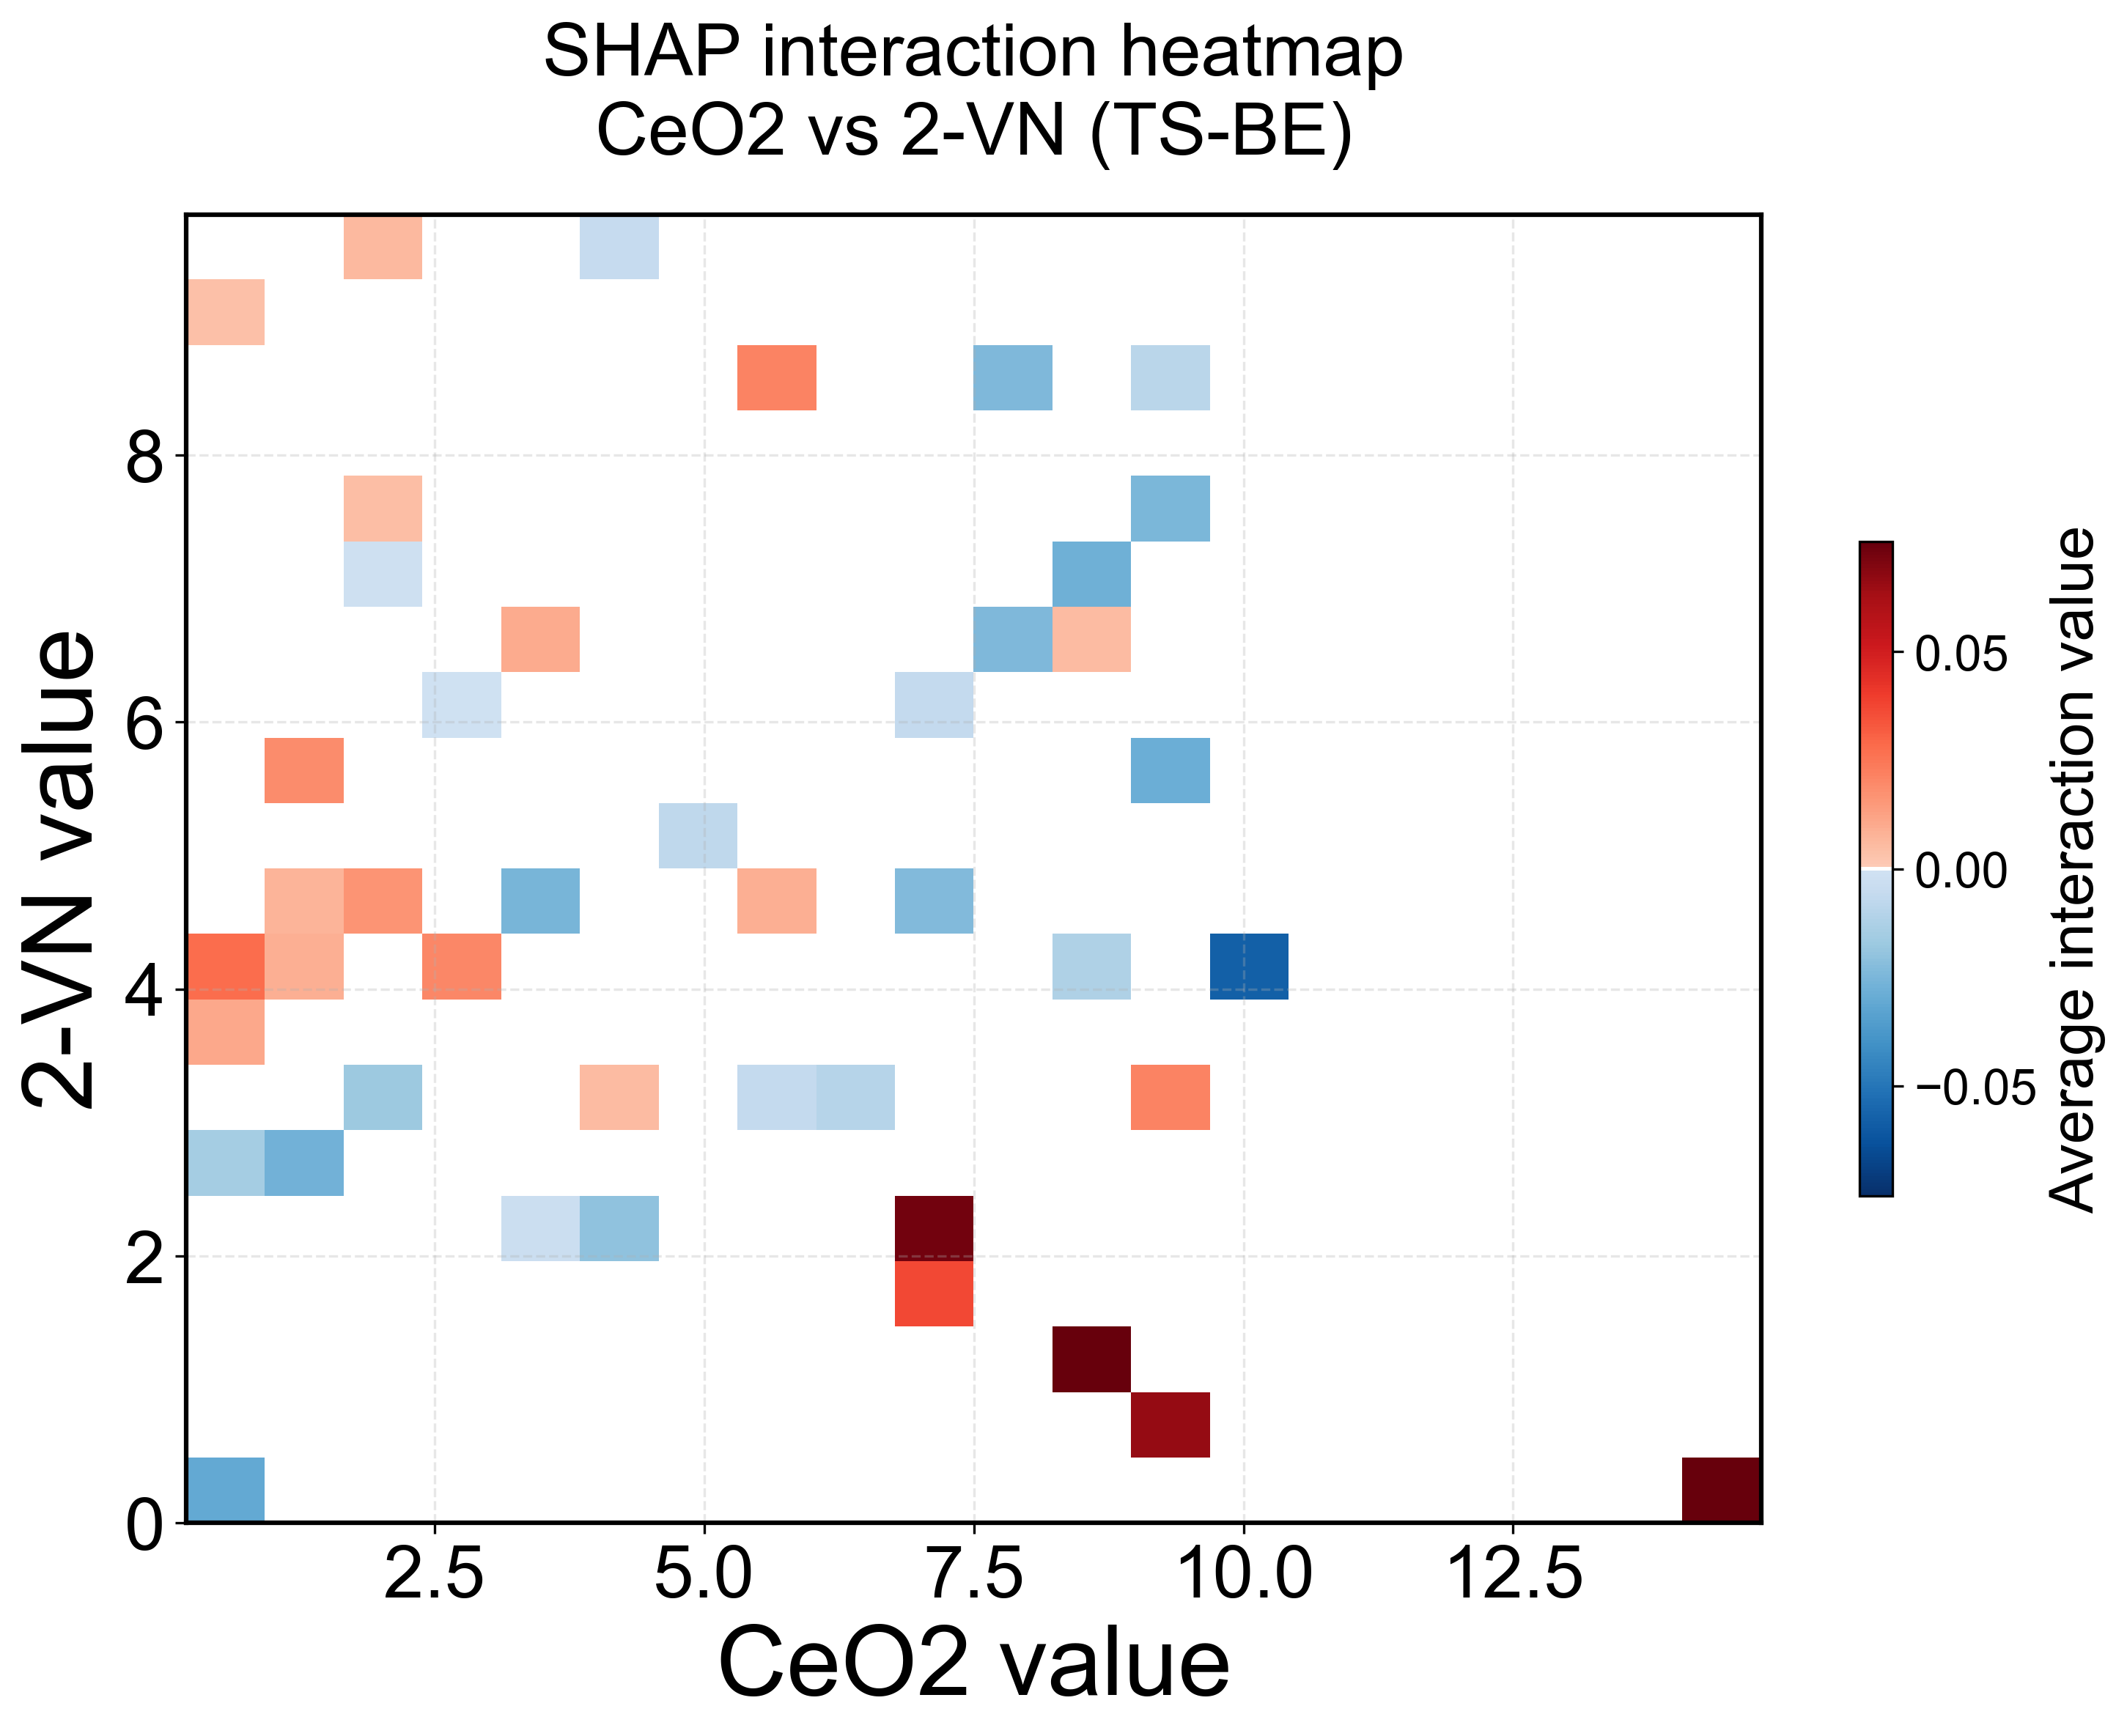 SHAP interaction heatmap
CeO2 vs 2-VN (TS-BE)
2-VN value
8
6
4
2
0
2.5 5.0 7.5 10.0 12.5
CeO2 value
0.05
0.00
−0.05
Average interaction value